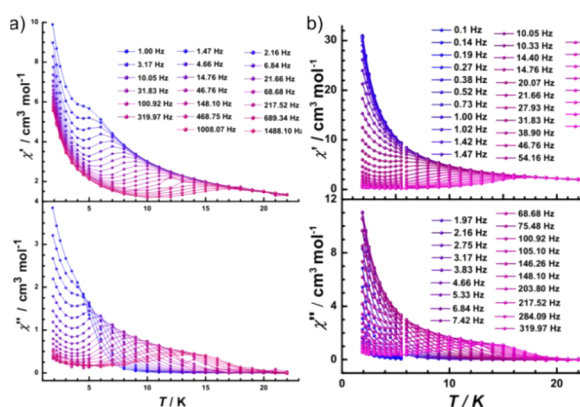 a)
10
1.00 Hz 1.47 Hz 2.16 Hz
3.17 Hz 4.66 Hz 6.84 Hz
10.05 Hz 14.76 Hz 21.66 Hz
31.83 Hz 46.76 Hz 68.68 Hz
100.92 Hz 148.10 Hz 217.52 Hz
319.97 Hz 468.75 Hz 689.34 Hz
1008.07 Hz 1488.10 Hz
8
6
4
2
χ' / cm³ mol⁻¹
3
2
1
0
χ'' / cm³ mol⁻¹
5 10 15 20
T / K
b)
0.1 Hz 10.05 Hz
0.14 Hz 10.33 Hz
0.19 Hz 14.40 Hz
0.27 Hz 14.76 Hz
0.38 Hz 20.07 Hz
0.52 Hz 21.66 Hz
0.73 Hz 27.93 Hz
1.00 Hz 31.83 Hz
1.02 Hz 38.90 Hz
1.42 Hz 46.76 Hz
1.47 Hz 54.16 Hz
30
20
10
0
χ' / cm³ mol⁻¹
12
1.97 Hz 68.68 Hz
2.16 Hz 75.48 Hz
2.75 Hz 100.92 Hz
3.17 Hz 105.10 Hz
3.83 Hz 146.26 Hz
4.66 Hz 148.10 Hz
5.33 Hz 203.80 Hz
6.84 Hz 217.52 Hz
7.42 Hz 284.09 Hz
319.97 Hz
10
5
0
χ'' / cm³ mol⁻¹
0 10 20
T / K